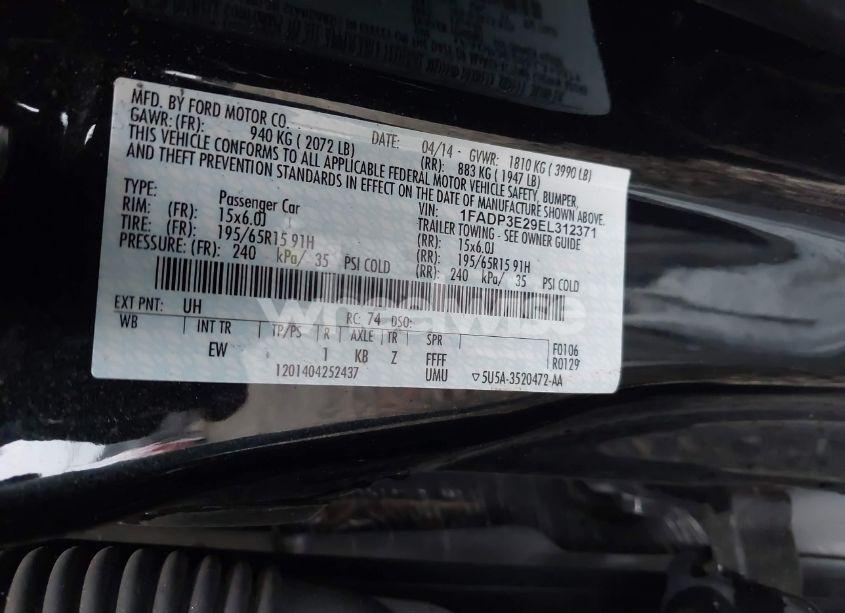 MFD. BY FORD MOTOR CO.
DATE: 04/14 GVWR: 1810 KG ( 3990 LB)
GAWR: (FR): 940 KG ( 2072 LB) (RR): 883 KG ( 1947 LB)
THIS VEHICLE CONFORMS TO ALL APPLICABLE FEDERAL MOTOR VEHICLE SAFETY, BUMPER,
AND THEFT PREVENTION STANDARDS IN EFFECT ON THE DATE OF MANUFACTURE SHOWN ABOVE.
VIN: 1FADP3E29EL312371
TYPE: Passenger Car TRAILER TOWING - SEE OWNER GUIDE
RIM: (FR): 15x6.0J (RR): 15x6.0J
TIRE: (FR): 195/65R15 91H (RR): 195/65R15 91H
PRESSURE: (FR): 240 kPa/ 35 PSI COLD (RR): 240 kPa/ 35 PSI COLD
EXT PNT: UH RC: 74 DSO:
WB INT TR TP/PS R AXLE TR SPR
EW 1 KB Z FFFF
F0106
R0129
1201404252437 UMU ▽5U5A-3520472-AA